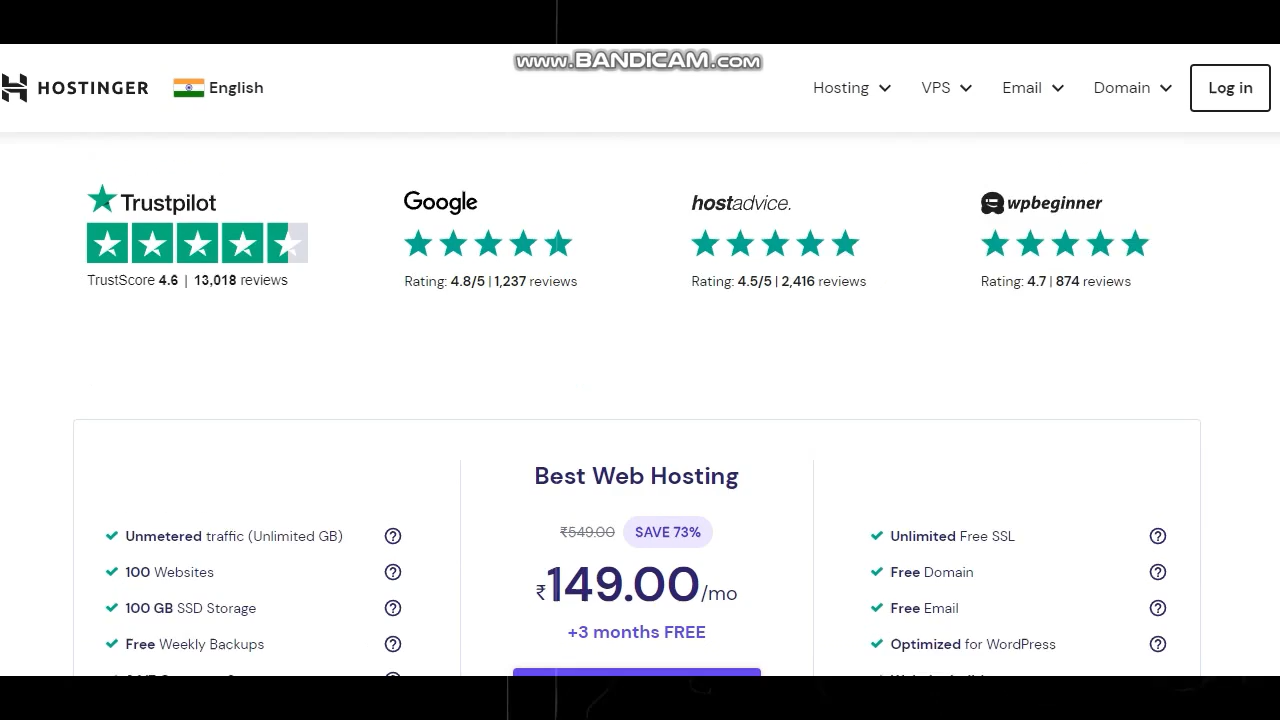 www.BANDICAM.com
HOSTINGER English Hosting VPS Email Domain Log in
Trustpilot
TrustScore 4.6 | 13,018 reviews
Google
Rating: 4.8/5 | 1,237 reviews
hostadvice.
Rating: 4.5/5 | 2,416 reviews
wpbeginner
Rating: 4.7 | 874 reviews
Unmetered traffic (Unlimited GB)
100 Websites
100 GB SSD Storage
Free Weekly Backups
Best Web Hosting
₹549.00 SAVE 73%
₹149.00/mo
+3 months FREE
Unlimited Free SSL
Free Domain
Free Email
Optimized for WordPress